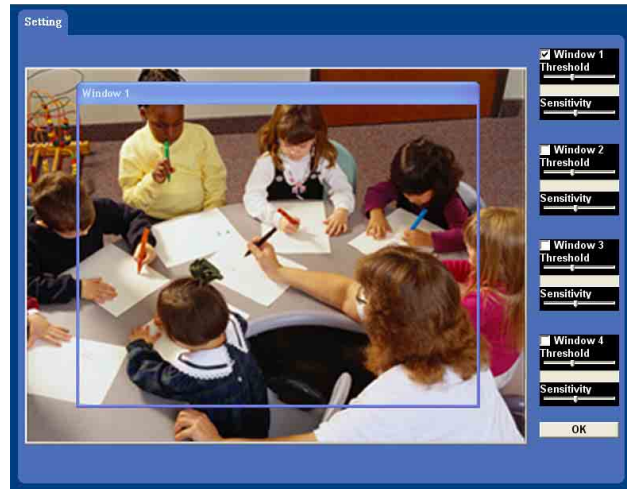 Setting
Window 1
Window 1
Threshold
Sensitivity
Window 2
Threshold
Sensitivity
Window 3
Threshold
Sensitivity
Window 4
Threshold
Sensitivity
OK